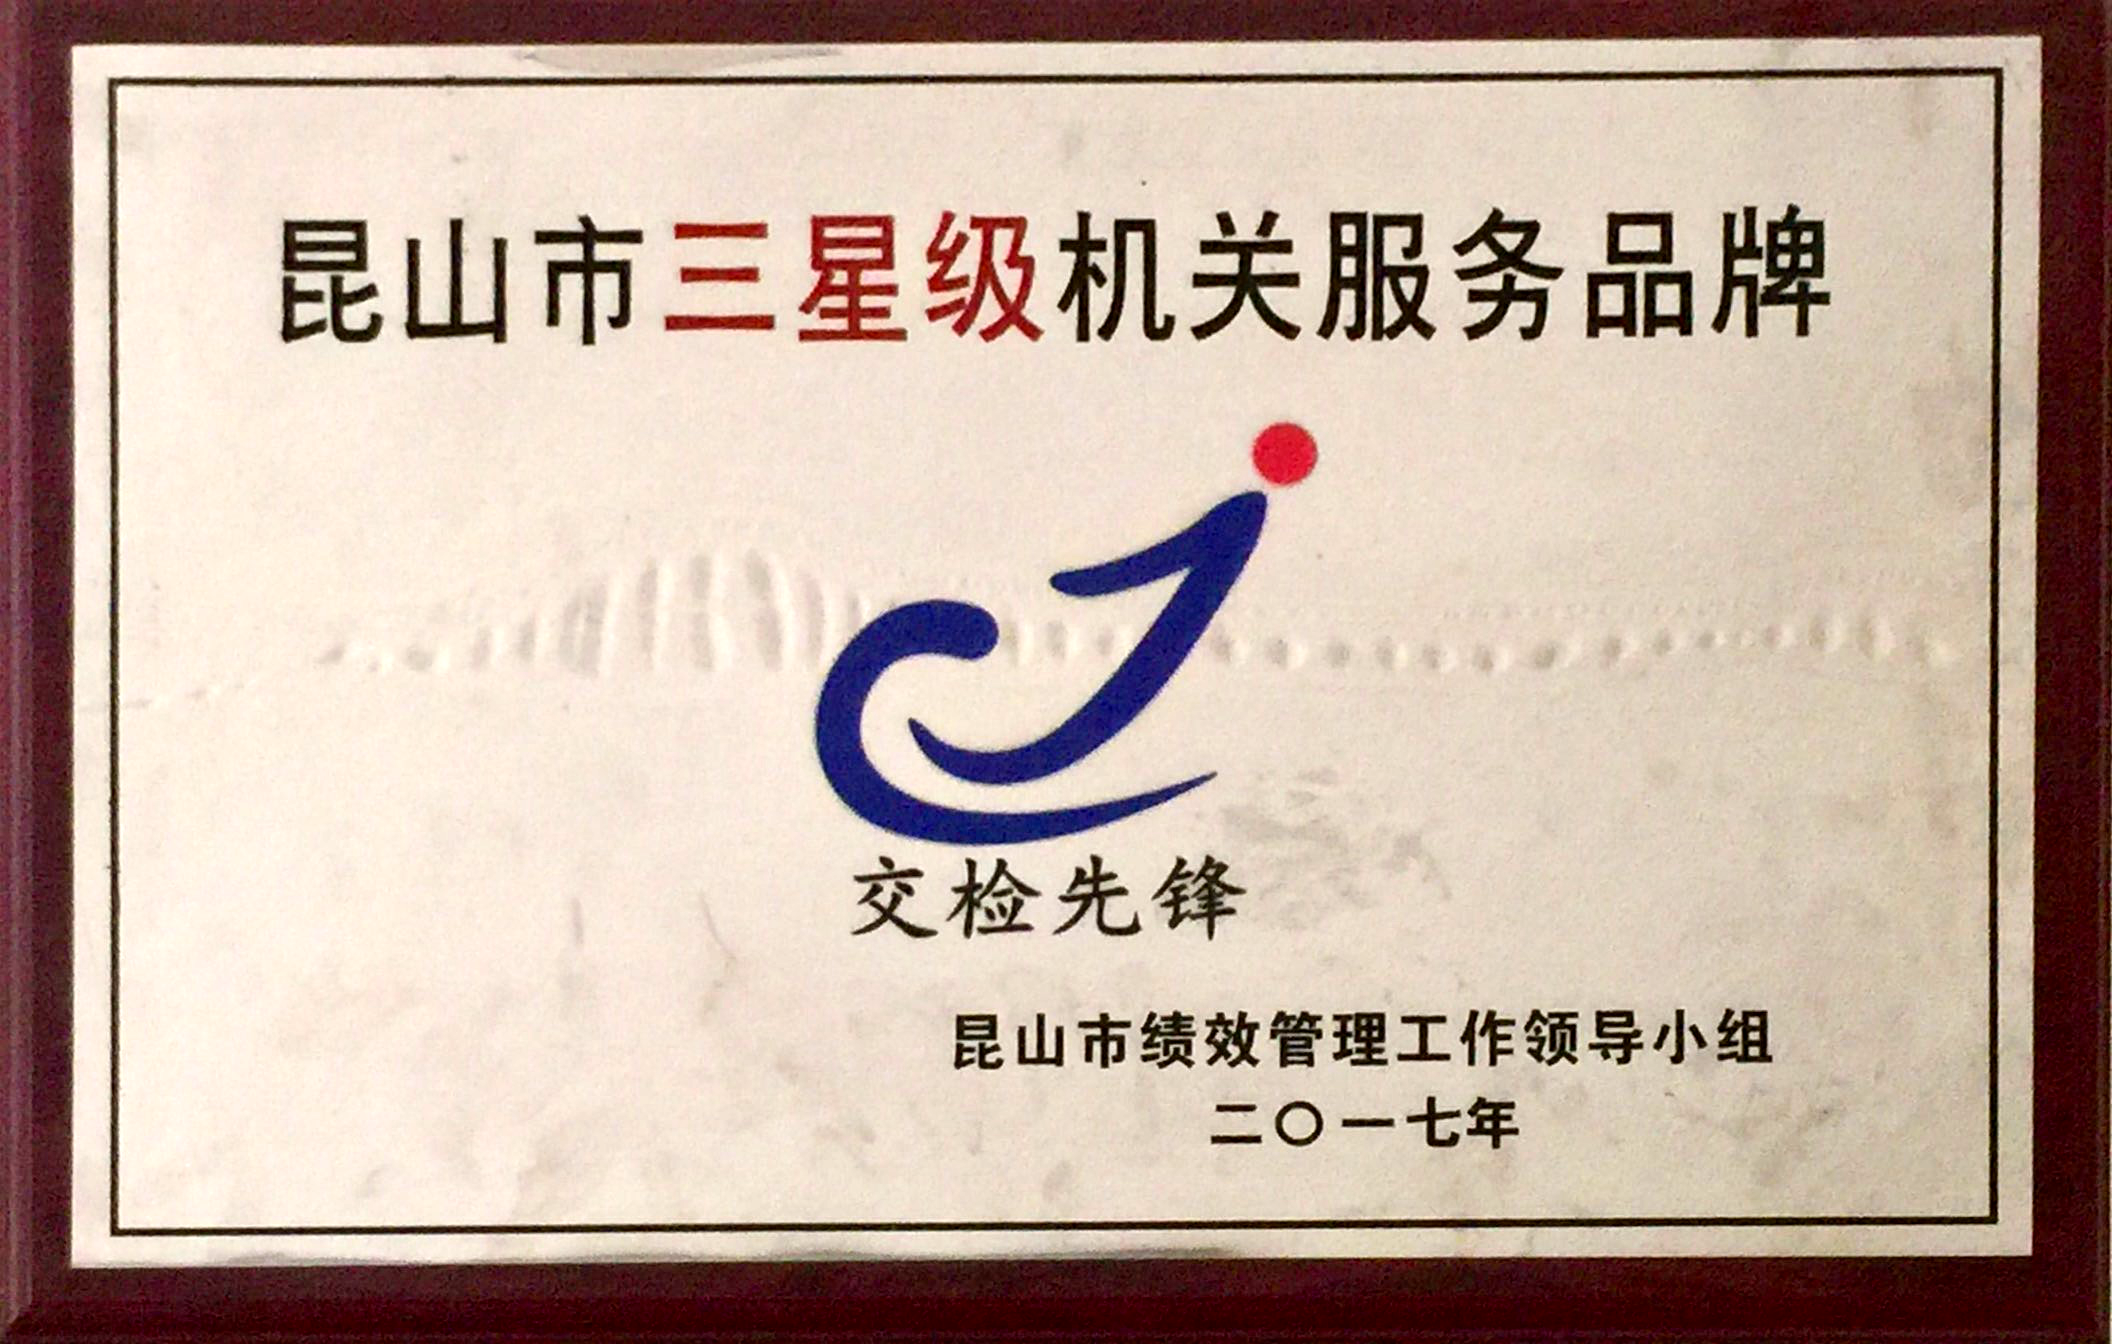 昆山市三星级机关服务品牌
交检先锋
昆山市绩效管理工作领导小组
二〇一七年